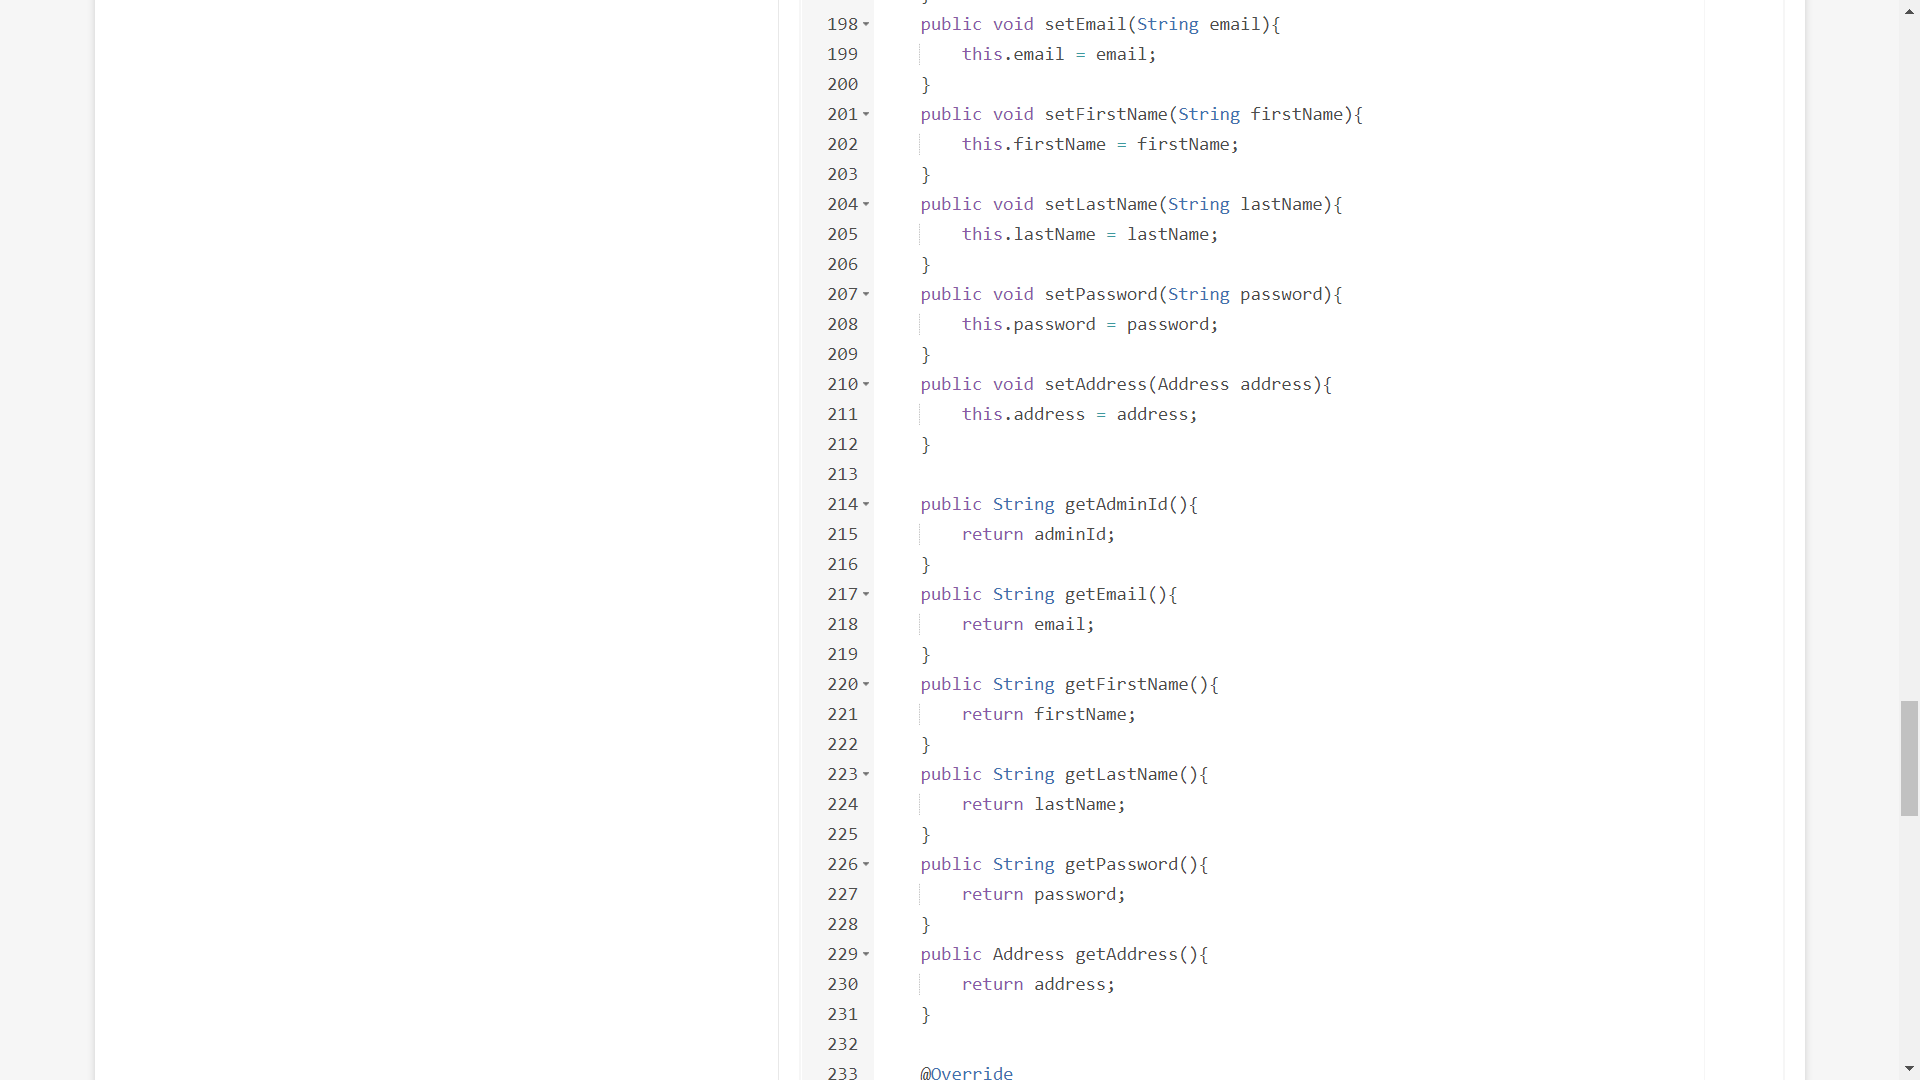 198 public void setEmail(String email){
199 this.email = email;
200 }
201 public void setFirstName(String firstName){
202 this.firstName = firstName;
203 }
204 public void setLastName(String lastName){
205 this.lastName = lastName;
206 }
207 public void setPassword(String password){
208 this.password = password;
209 }
210 public void setAddress(Address address){
211 this.address = address;
212 }
213
214 public String getAdminId(){
215 return adminId;
216 }
217 public String getEmail(){
218 return email;
219 }
220 public String getFirstName(){
221 return firstName;
222 }
223 public String getLastName(){
224 return lastName;
225 }
226 public String getPassword(){
227 return password;
228 }
229 public Address getAddress(){
230 return address;
231 }
232
233 @Override